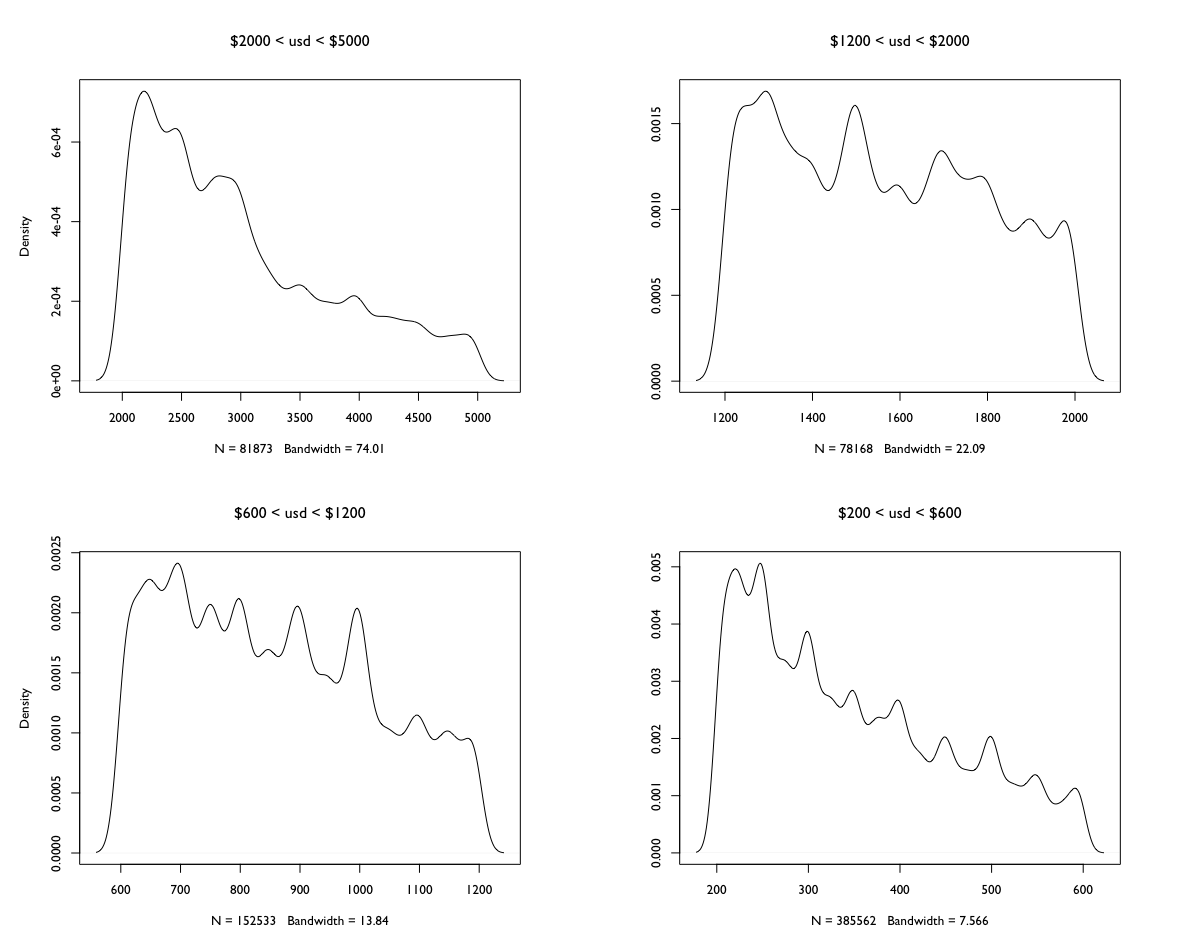 $2000 < usd < $5000
Density
0e+00 2e-04 4e-04 6e-04
2000 2500 3000 3500 4000 4500 5000
N = 81873 Bandwidth = 74.01
$1200 < usd < $2000
0.0000 0.0005 0.0010 0.0015
1200 1400 1600 1800 2000
N = 78168 Bandwidth = 22.09
$600 < usd < $1200
Density
0.0000 0.0005 0.0010 0.0015 0.0020 0.0025
600 700 800 900 1000 1100 1200
N = 152533 Bandwidth = 13.84
$200 < usd < $600
0.000 0.001 0.002 0.003 0.004 0.005
200 300 400 500 600
N = 385562 Bandwidth = 7.566